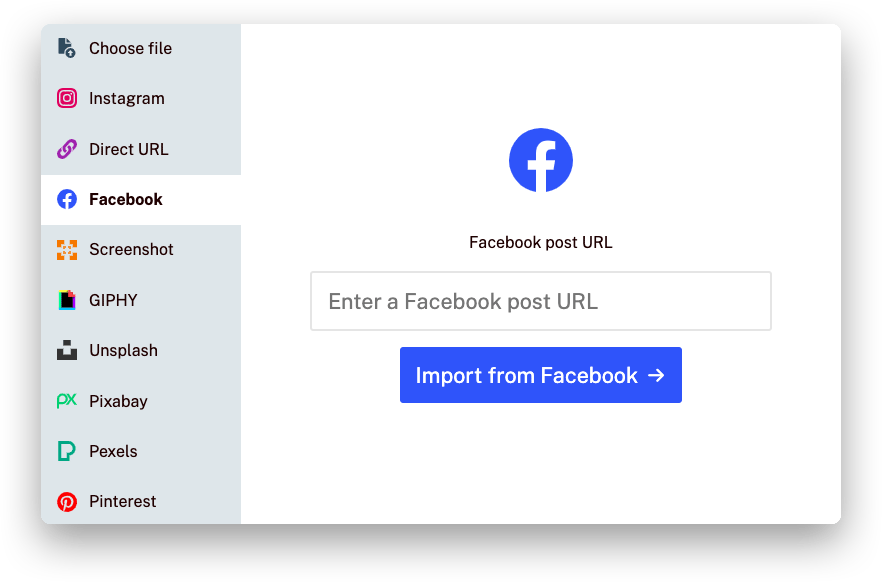 Choose file
Instagram
Direct URL
Facebook
Screenshot
GIPHY
Unsplash
Pixabay
Pexels
Pinterest
Facebook post URL
Enter a Facebook post URL
Import from Facebook →